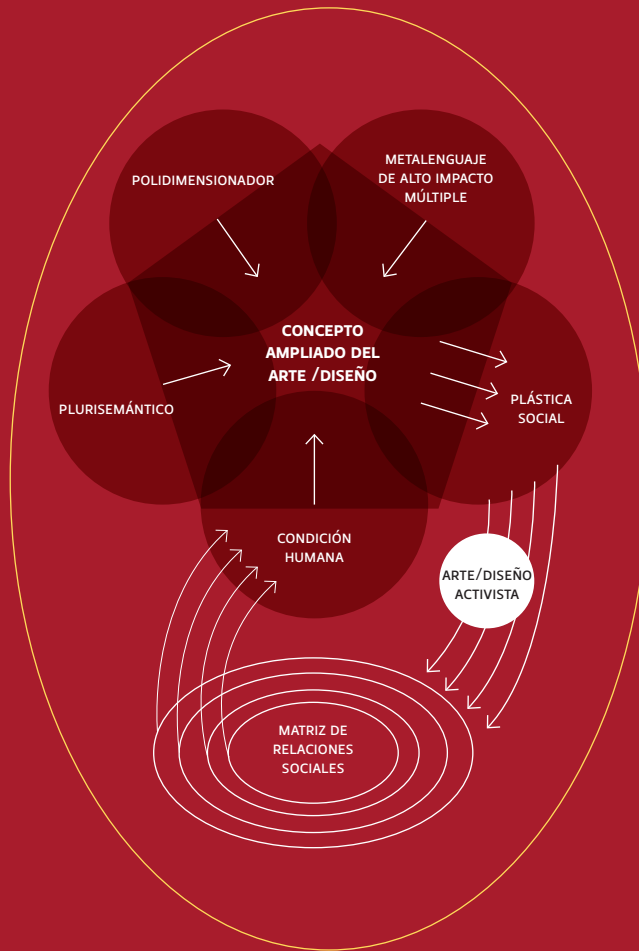 POLIDIMENSIONADOR
METALENGUAJE
DE ALTO IMPACTO
MÚLTIPLE
CONCEPTO
AMPLIADO DEL
ARTE /DISEÑO
PLURISEMÁNTICO
PLÁSTICA
SOCIAL
CONDICIÓN
HUMANA
ARTE/DISEÑO
ACTIVISTA
MATRIZ DE
RELACIONES
SOCIALES